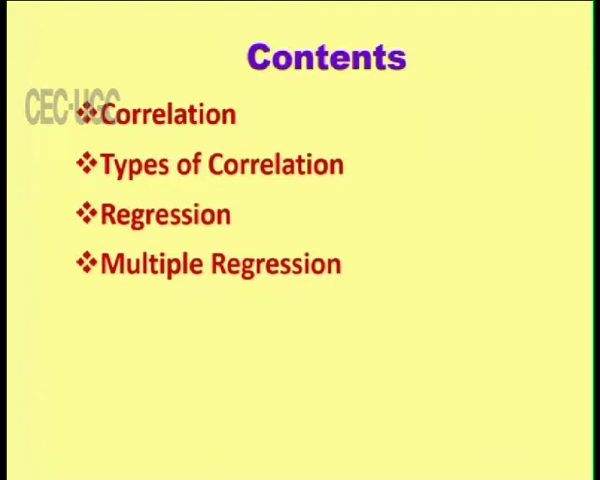 Contents
CEC-UGC
❖Correlation
❖Types of Correlation
❖Regression
❖Multiple Regression